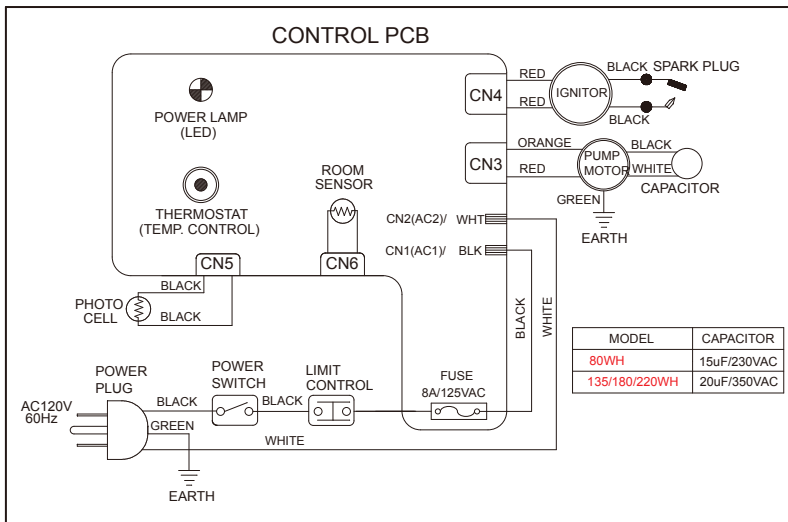 CONTROL PCB
POWER LAMP
(LED)
THERMOSTAT
(TEMP. CONTROL)
ROOM
SENSOR
CN4
RED
RED
IGNITOR
BLACK
SPARK PLUG
BLACK
CN3
ORANGE
RED
PUMP
MOTOR
BLACK
WHITE
CAPACITOR
GREEN
EARTH
CN2(AC2)/ WHT
CN1(AC1)/ BLK
CN5
CN6
BLACK
BLACK
PHOTO
CELL
BLACK
WHITE
MODEL CAPACITOR
80WH 15uF/230VAC
135/180/220WH 20uF/350VAC
POWER
PLUG
AC120V
60Hz
BLACK
POWER
SWITCH
BLACK
LIMIT
CONTROL
FUSE
8A/125VAC
GREEN
WHITE
EARTH